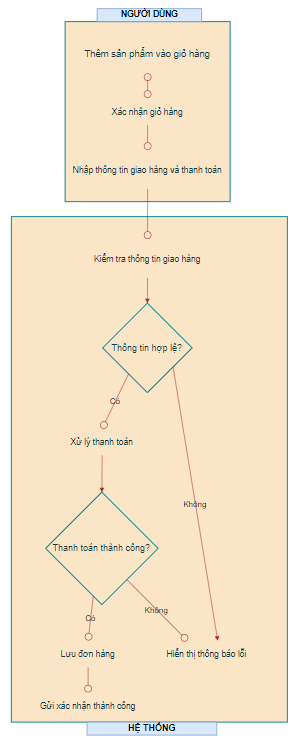 NGƯỜI DÙNG
Thêm sản phẩm vào giỏ hàng
Xác nhận giỏ hàng
Nhập thông tin giao hàng và thanh toán
Kiểm tra thông tin giao hàng
Thông tin hợp lệ?
Có
Xử lý thanh toán
Không
Thanh toán thành công?
Có
Không
Lưu đơn hàng
Hiển thị thông báo lỗi
Gửi xác nhận thành công
HỆ THỐNG